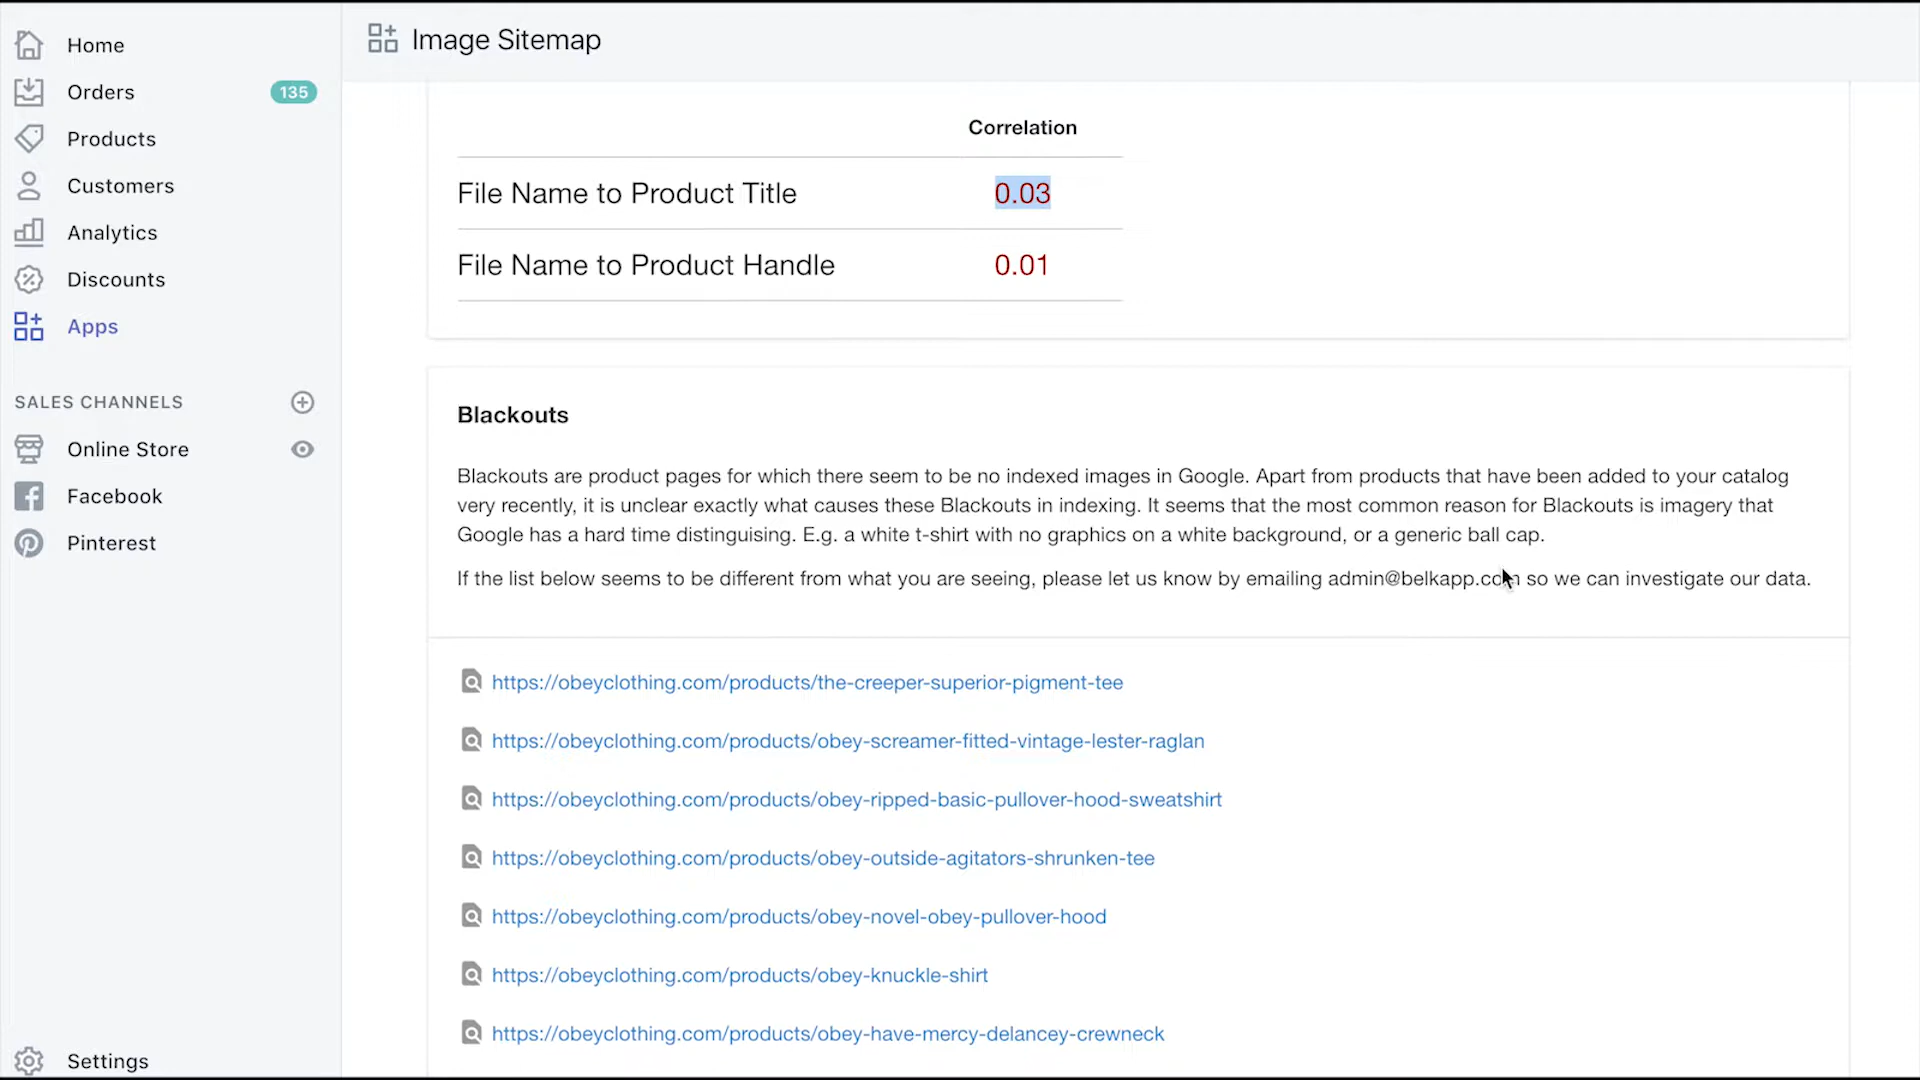 Home
Orders
135
Products
Customers
Analytics
Discounts
Apps
SALES CHANNELS
Online Store
Facebook
Pinterest
Settings
Image Sitemap
Correlation
File Name to Product Title 0.03
File Name to Product Handle 0.01
Blackouts
Blackouts are product pages for which there seem to be no indexed images in Google. Apart from products that have been added to your catalog
very recently, it is unclear exactly what causes these Blackouts in indexing. It seems that the most common reason for Blackouts is imagery that
Google has a hard time distinguising. E.g. a white t-shirt with no graphics on a white background, or a generic ball cap.
If the list below seems to be different from what you are seeing, please let us know by emailing admin@belkapp.com so we can investigate our data.
https://obeyclothing.com/products/the-creeper-superior-pigment-tee
https://obeyclothing.com/products/obey-screamer-fitted-vintage-lester-raglan
https://obeyclothing.com/products/obey-ripped-basic-pullover-hood-sweatshirt
https://obeyclothing.com/products/obey-outside-agitators-shrunken-tee
https://obeyclothing.com/products/obey-novel-obey-pullover-hood
https://obeyclothing.com/products/obey-knuckle-shirt
https://obeyclothing.com/products/obey-have-mercy-delancey-crewneck